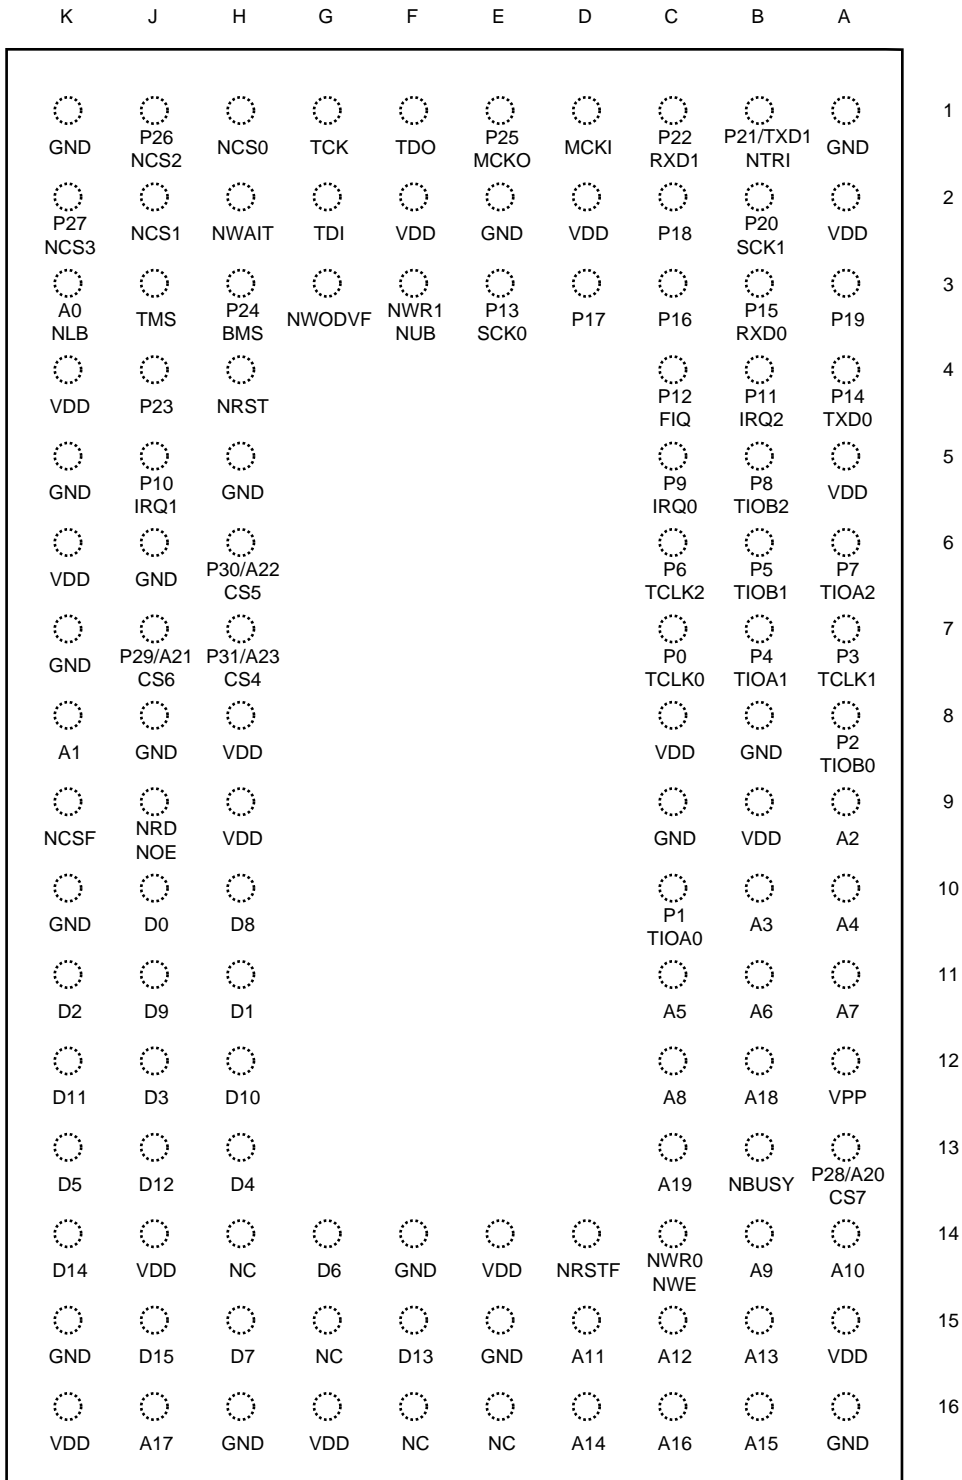 K J H G F E D C B A
1
GND P26 NCS0 TCK TDO P25 MCKI P22 P21/TXD1 GND
NCS2 MCKO RXD1 NTRI
2
P27 NCS1 NWAIT TDI VDD GND VDD P18 P20 VDD
NCS3 SCK1
3
A0 TMS P24 NWODVF NWR1 P13 P17 P16 P15 P19
NLB BMS NUB SCK0 RXD0
4
VDD P23 NRST P12 P11 P14
FIQ IRQ2 TXD0
5
GND P10 GND P9 P8 VDD
IRQ1 IRQ0 TIOB2
6
VDD GND P30/A22 P6 P5 P7
CS5 TCLK2 TIOB1 TIOA2
7
GND P29/A21 P31/A23 P0 P4 P3
CS6 CS4 TCLK0 TIOA1 TCLK1
8
A1 GND VDD VDD GND P2
TIOB0
9
NCSF NRD VDD GND VDD A2
NOE
10
GND D0 D8 P1 A3 A4
TIOA0
11
D2 D9 D1 A5 A6 A7
12
D11 D3 D10 A8 A18 VPP
13
D5 D12 D4 A19 NBUSY P28/A20
CS7
14
D14 VDD NC D6 GND VDD NRSTF NWR0 A9 A10
NWE
15
GND D15 D7 NC D13 GND A11 A12 A13 VDD
16
VDD A17 GND VDD NC NC A14 A16 A15 GND